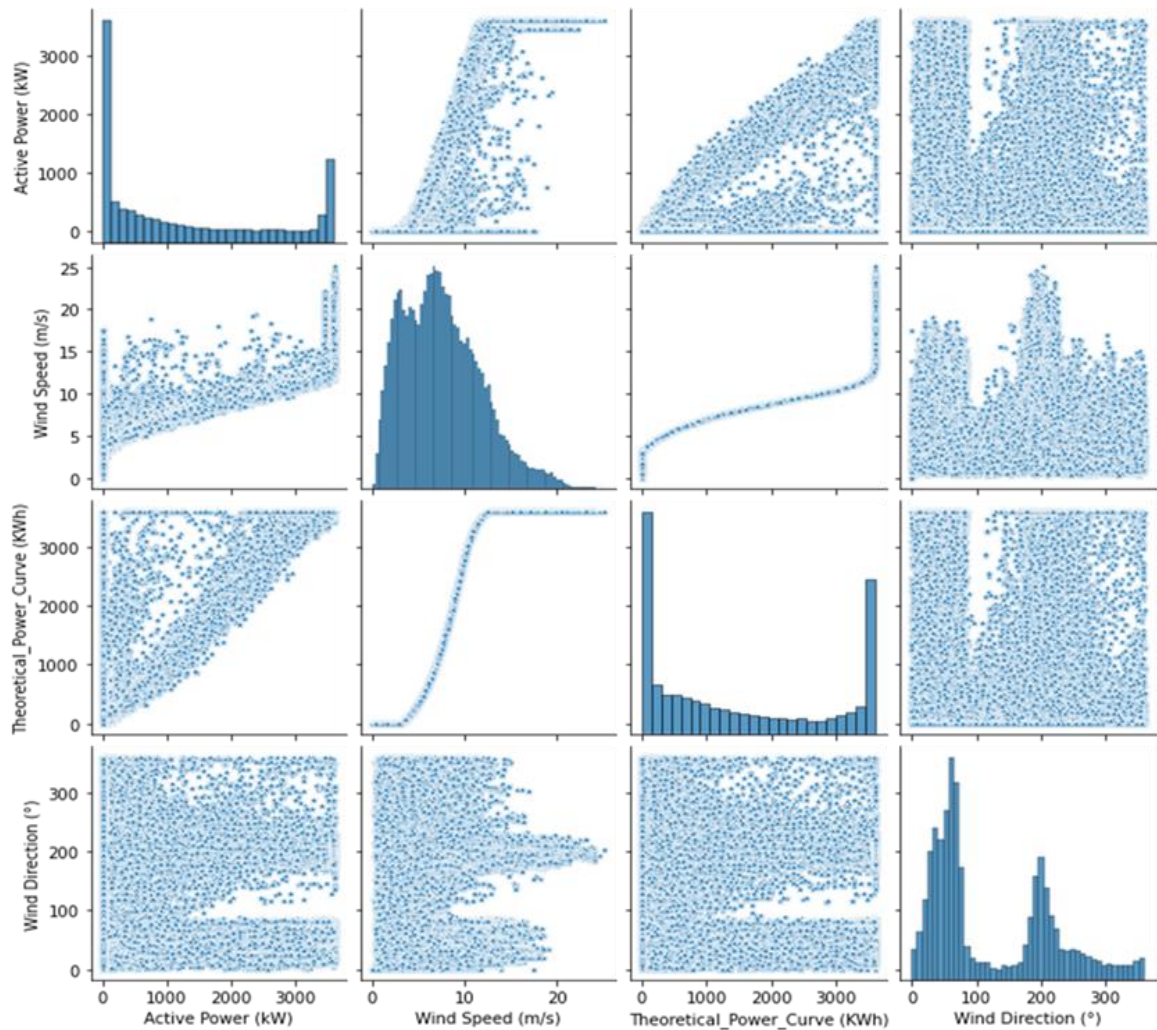 Active Power (kW)
3000
2000
1000
0
Wind Speed (m/s)
25
20
15
10
5
0
Theoretical_Power_Curve (KWh)
3000
2000
1000
0
Wind Direction (°)
300
200
100
0
0 1000 2000 3000
0 10 20
0 1000 2000 3000
0 100 200 300
Active Power (kW)
Wind Speed (m/s)
Theoretical_Power_Curve (KWh)
Wind Direction (°)